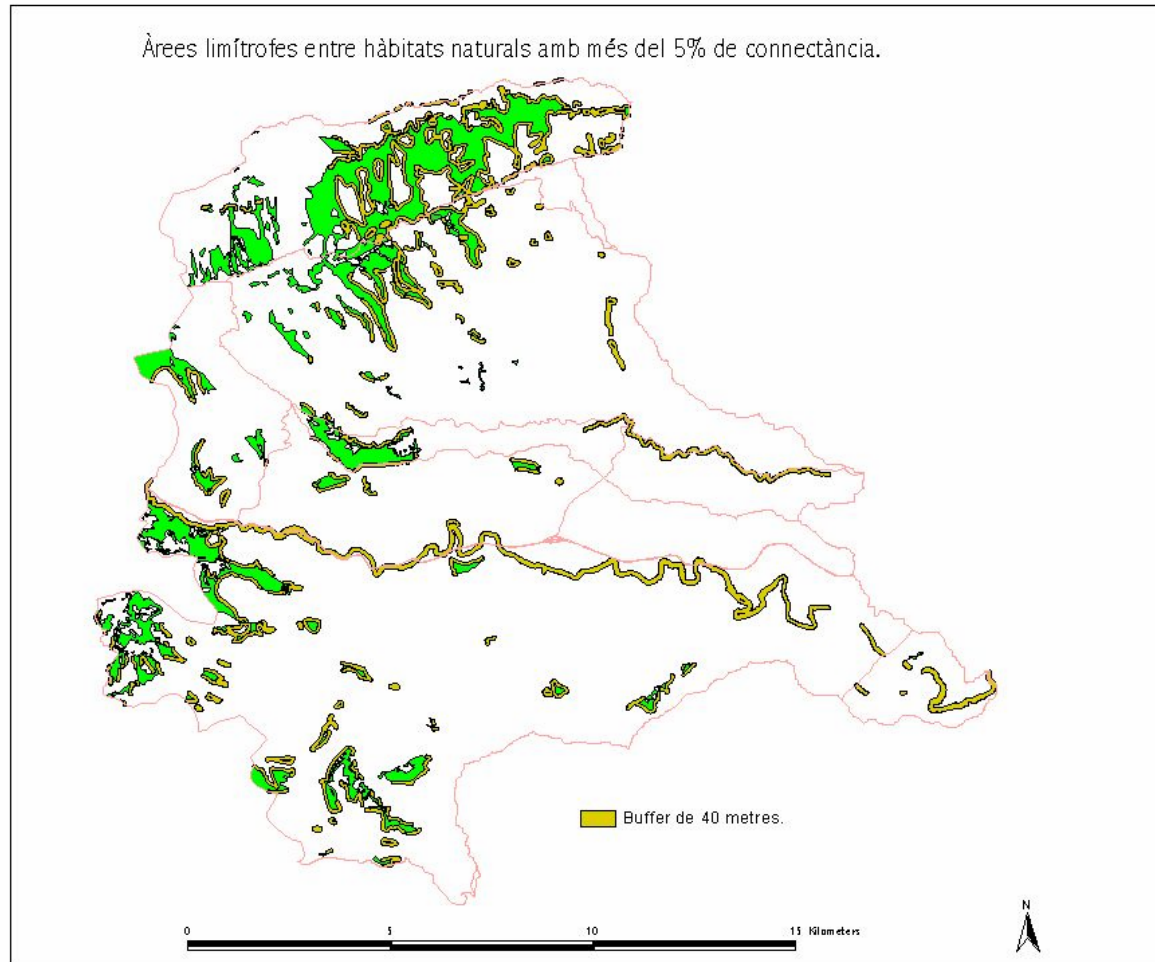 Àrees limítrofes entre hàbitats naturals amb més del 5% de connectància.
Buffer de 40 metres.
0 5 10 15 Kilometers
N